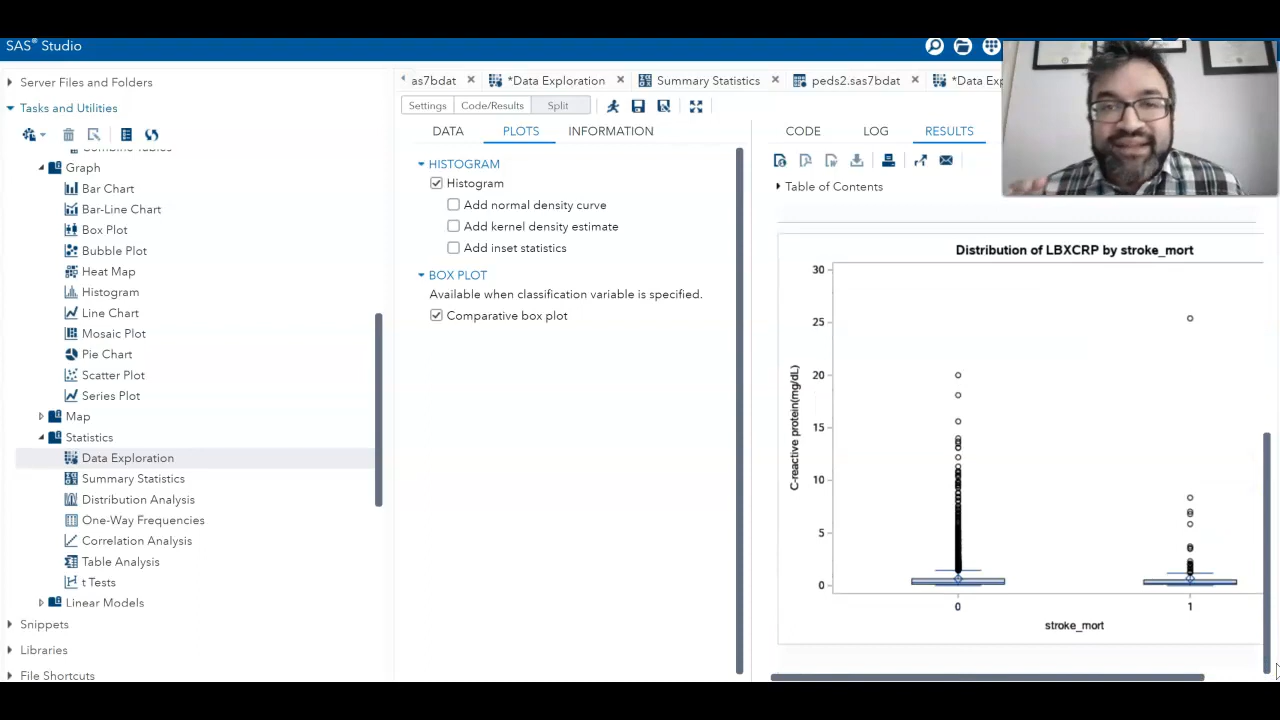 SAS® Studio
Server Files and Folders
Tasks and Utilities
Combine Tables
Graph
Bar Chart
Bar-Line Chart
Box Plot
Bubble Plot
Heat Map
Histogram
Line Chart
Mosaic Plot
Pie Chart
Scatter Plot
Series Plot
Map
Statistics
Data Exploration
Summary Statistics
Distribution Analysis
One-Way Frequencies
Correlation Analysis
Table Analysis
t Tests
Linear Models
Snippets
Libraries
File Shortcuts
as7bdat *Data Exploration Summary Statistics peds2.sas7bdat *Data Exp
Settings Code/Results Split
DATA PLOTS INFORMATION
HISTOGRAM
Histogram
Add normal density curve
Add kernel density estimate
Add inset statistics
BOX PLOT
Available when classification variable is specified.
Comparative box plot
CODE LOG RESULTS
Table of Contents
Distribution of LBXCRP by stroke_mort
30
25
20
15
10
5
0
C-reactive protein(mg/dL)
0 1
stroke_mort